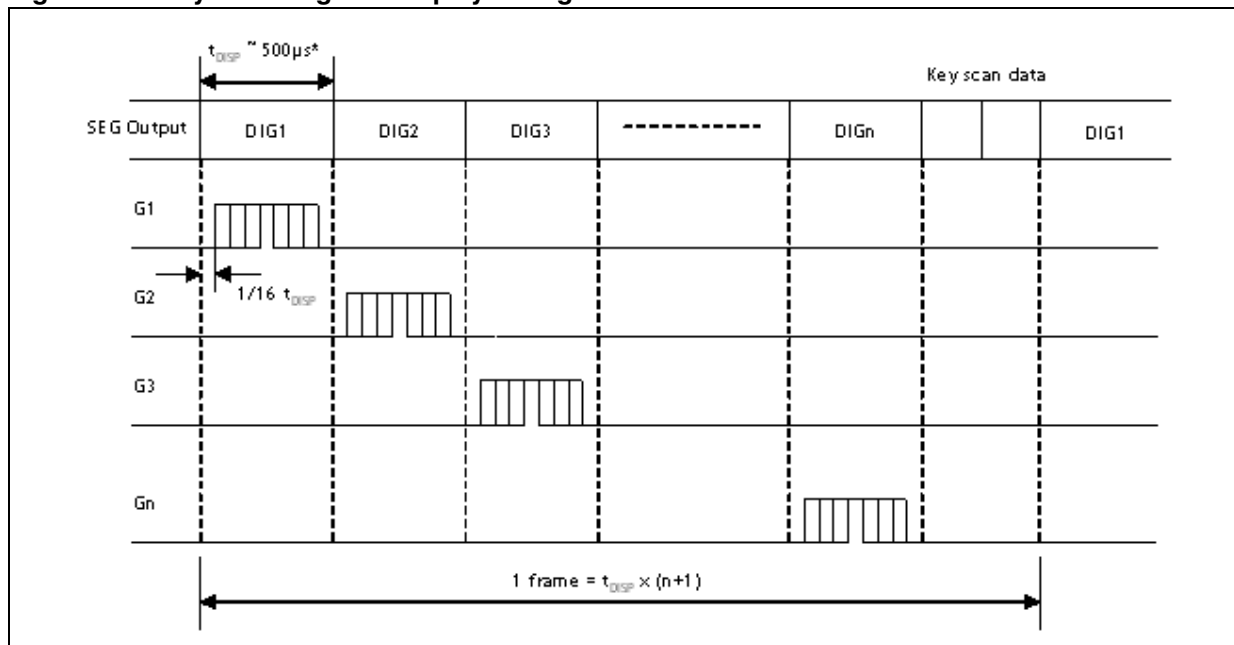 t_DISP ~ 500µs*
Key scan data
SEG Output DIG1 DIG2 DIG3 DIGn DIG1
G1
1/16 t_DISP
G2
G3
Gn
1 frame = t_DISP × (n+1)